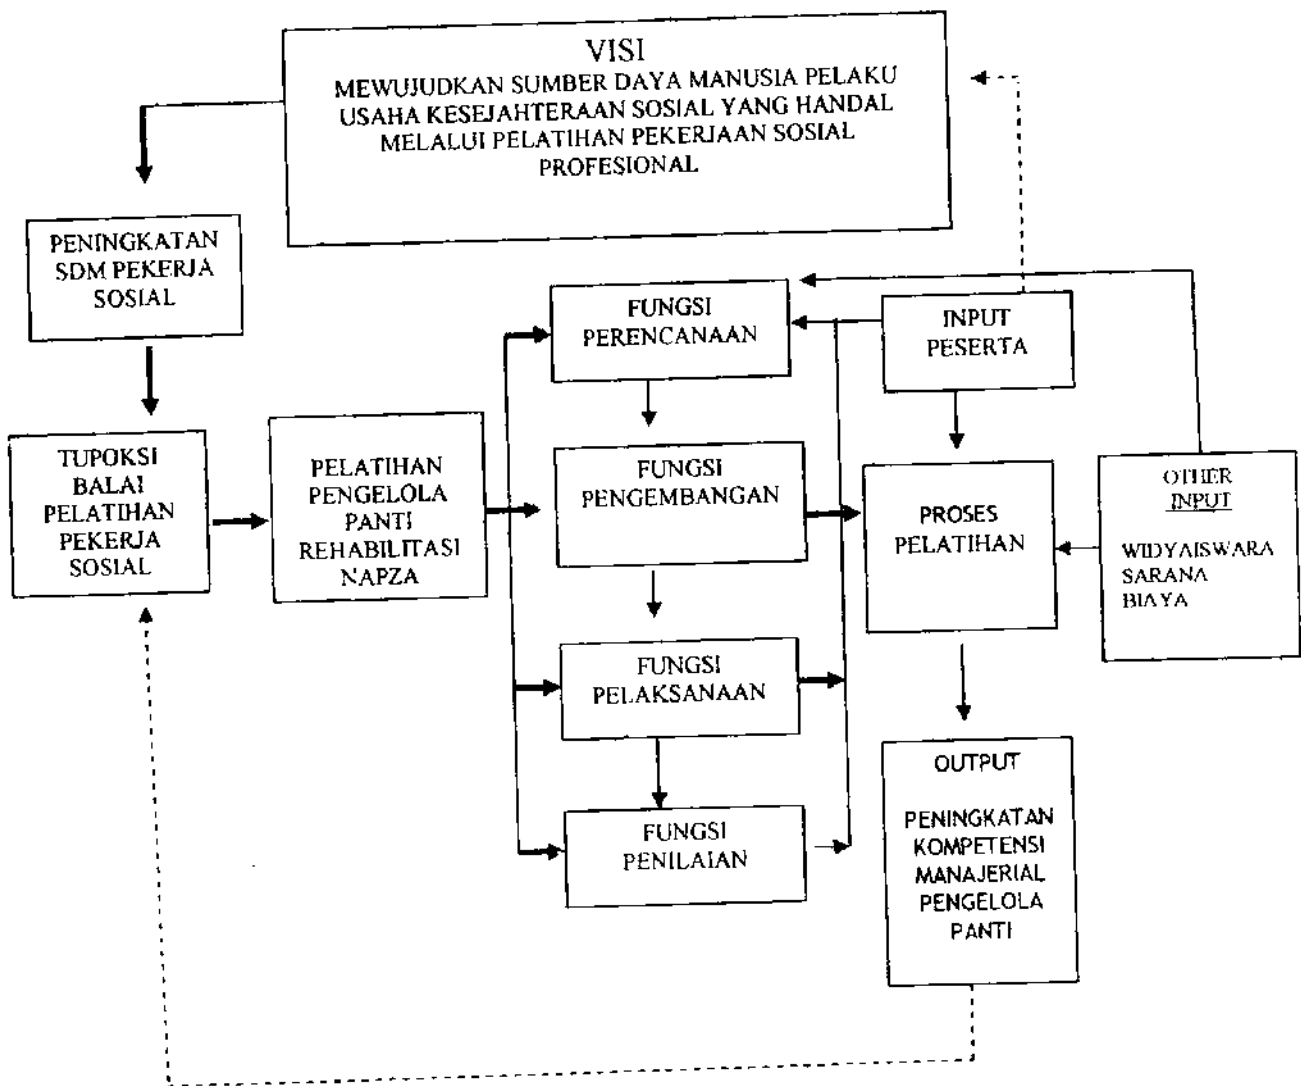 VISI
MEWUJUDKAN SUMBER DAYA MANUSIA PELAKU
USAHA KESEJAHTERAAN SOSIAL YANG HANDAL
MELALUI PELATIHAN PEKERJAAN SOSIAL
PROFESIONAL
PENINGKATAN
SDM PEKERJA
SOSIAL
TUPOKSI
BALAI
PELATIHAN
PEKERJA
SOSIAL
PELATIHAN
PENGELOLA
PANTI
REHABILITASI
NAPZA
FUNGSI
PERENCANAAN
FUNGSI
PENGEMBANGAN
FUNGSI
PELAKSANAAN
FUNGSI
PENILAIAN
INPUT
PESERTA
PROSES
PELATIHAN
OUTPUT
PENINGKATAN
KOMPETENSI
MANAJERIAL
PENGELOLA
PANTI
OTHER
INPUT
WIDYAISWARA
SARANA
BIAYA